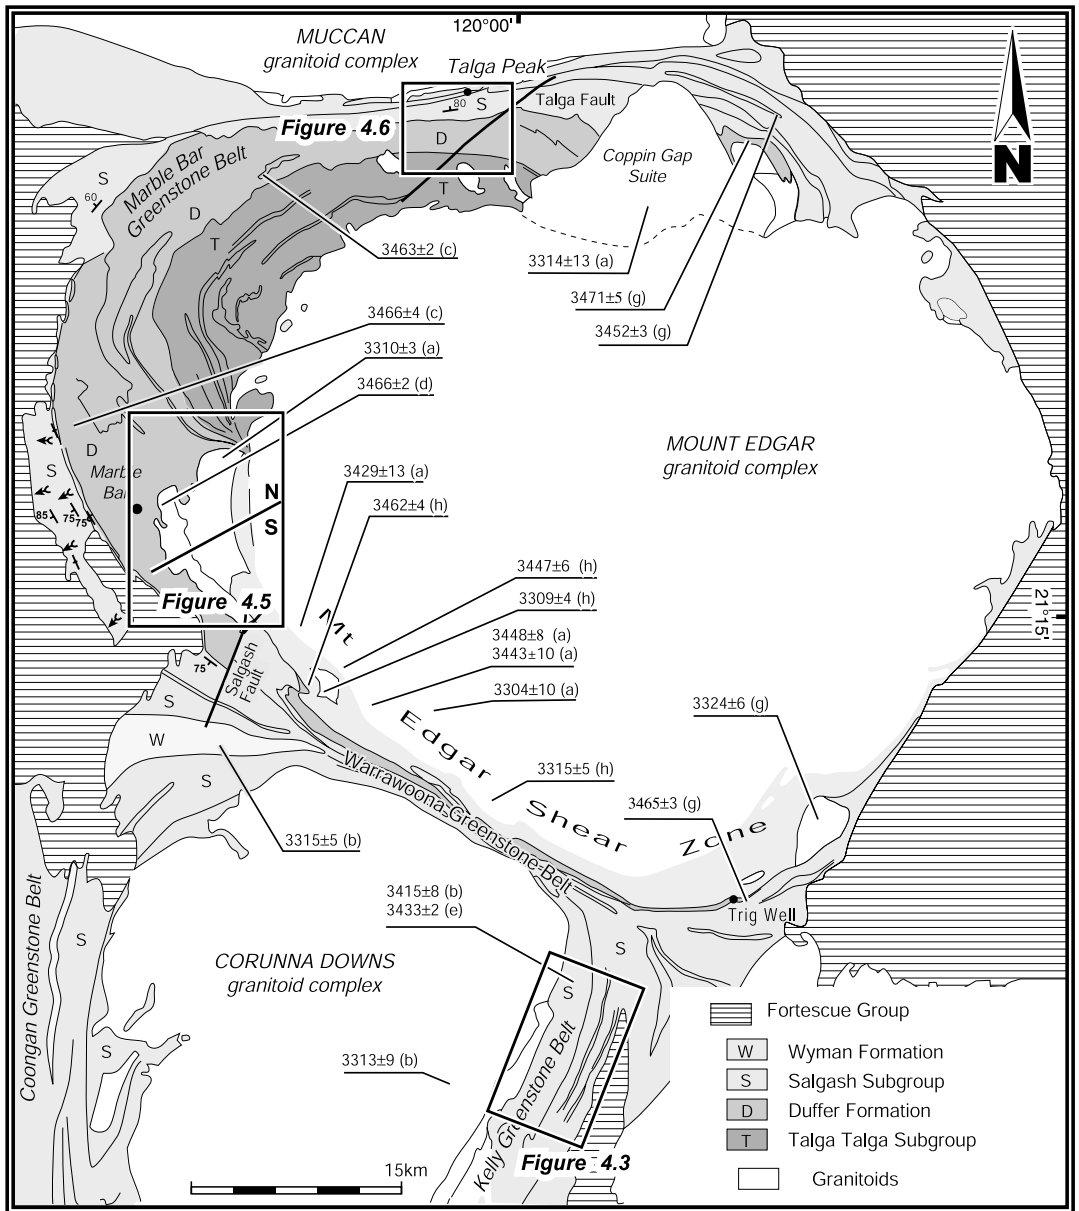 120°00'
MUCCAN
granitoid complex
Talga Peak
80
S
Talga Fault
Figure 4.6
D
Coppin Gap
Suite
Marble Bar
Greenstone Belt
S
60
D
T
T
N
3463±2 (c)
3314±13 (a)
3471±5 (g)
3452±3 (g)
3466±4 (c)
3310±3 (a)
3466±2 (d)
MOUNT EDGAR
granitoid complex
D
S
Marble
Bar
3429±13 (a)
N
S
3462±4 (h)
85
75
75
3447±6 (h)
3309±4 (h)
21°15'
Figure 4.5
3448±8 (a)
3443±10 (a)
75
Salgash
Fault
3304±10 (a)
3324±6 (g)
S
W
S
Mt Edgar Shear Zone
Warrawoona Greenstone Belt
3315±5 (h)
3465±3 (g)
3315±5 (b)
3415±8 (b)
3433±2 (e)
Trig Well
S
S
CORUNNA DOWNS
granitoid complex
S
Coongan Greenstone Belt
S
3313±9 (b)
Kelly Greenstone Belt
Figure 4.3
15km
Fortescue Group
W Wyman Formation
S Salgash Subgroup
D Duffer Formation
T Talga Talga Subgroup
Granitoids